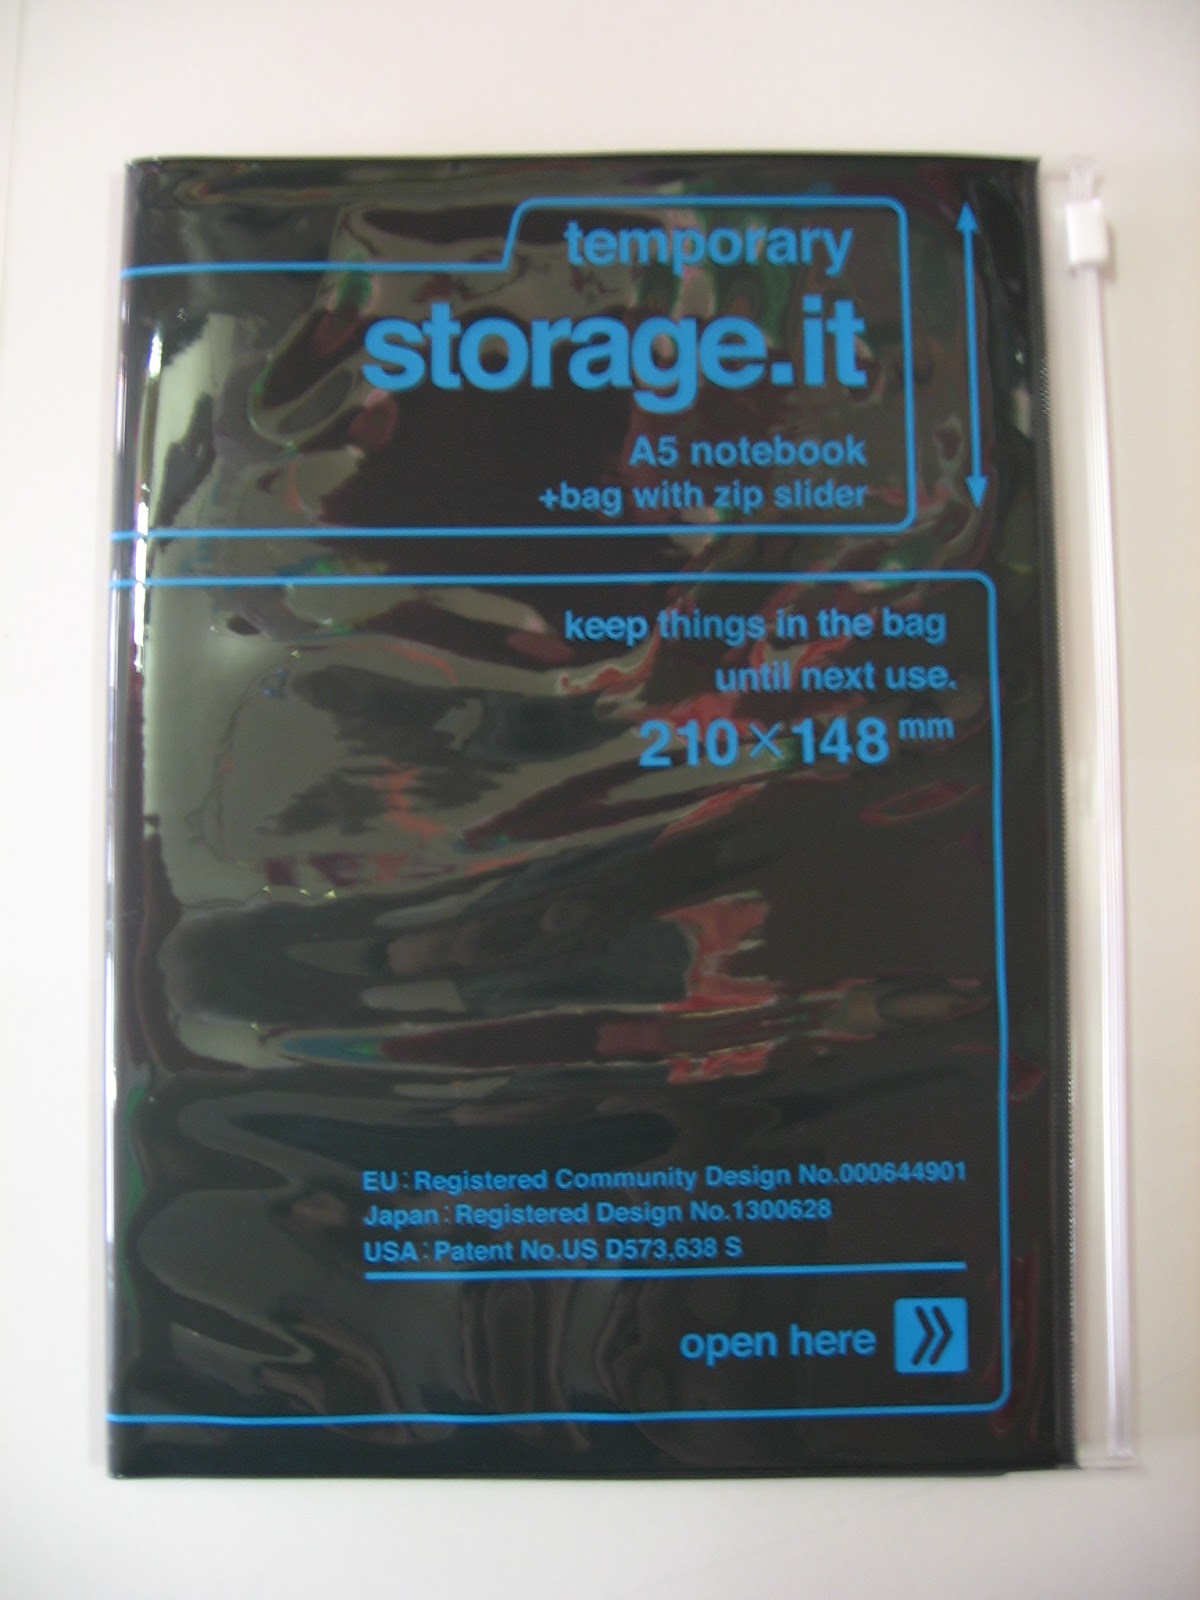 temporary
storage.it
A5 notebook
+bag with zip slider
keep things in the bag
until next use.
210×148 mm
EU:Registered Community Design No.000644901
Japan:Registered Design No.1300628
USA:Patent No.US D573,638 S
open here